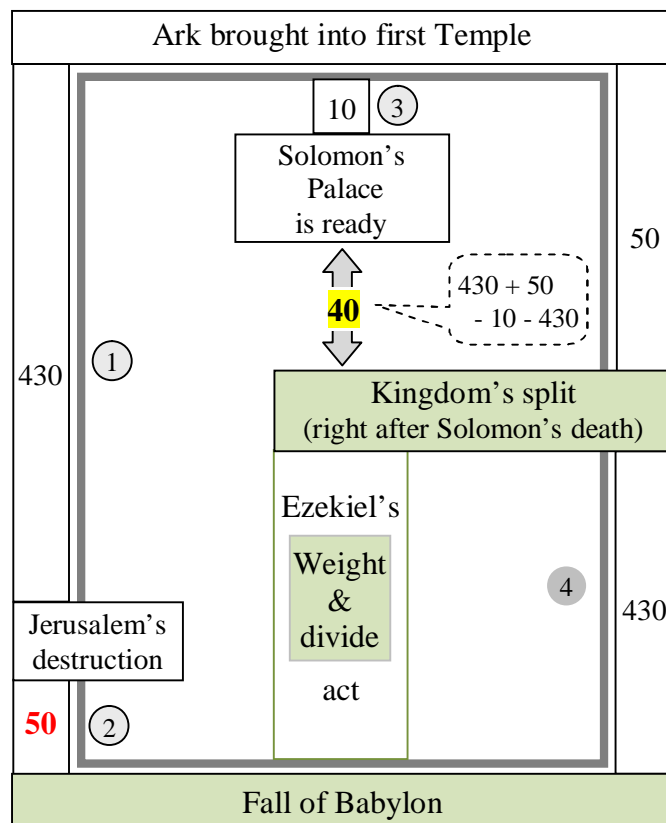 Ark brought into first Temple
10
3
Solomon's
Palace
is ready
50
40
430 + 50
- 10 - 430
430
1
Kingdom's split
(right after Solomon's death)
Ezekiel's
Weight
&
divide
act
4
430
Jerusalem's
destruction
50
2
Fall of Babylon